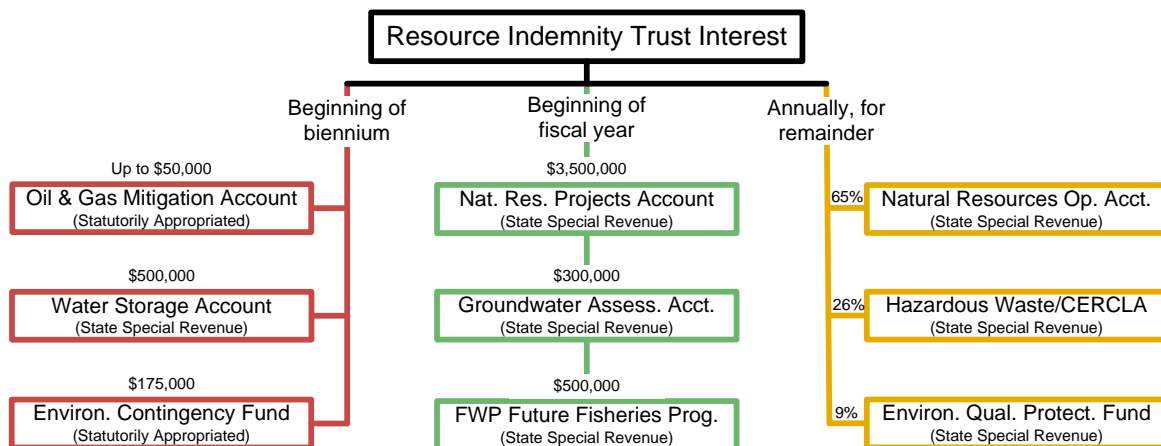 Resource Indemnity Trust Interest
Beginning of
biennium
Beginning of
fiscal year
Annually, for
remainder
Up to $50,000
Oil & Gas Mitigation Account
(Statutorily Appropriated)
$500,000
Water Storage Account
(State Special Revenue)
$175,000
Environ. Contingency Fund
(Statutorily Appropriated)
$3,500,000
Nat. Res. Projects Account
(State Special Revenue)
$300,000
Groundwater Assess. Acct.
(State Special Revenue)
$500,000
FWP Future Fisheries Prog.
(State Special Revenue)
65%
Natural Resources Op. Acct.
(State Special Revenue)
26%
Hazardous Waste/CERCLA
(State Special Revenue)
9%
Environ. Qual. Protect. Fund
(State Special Revenue)